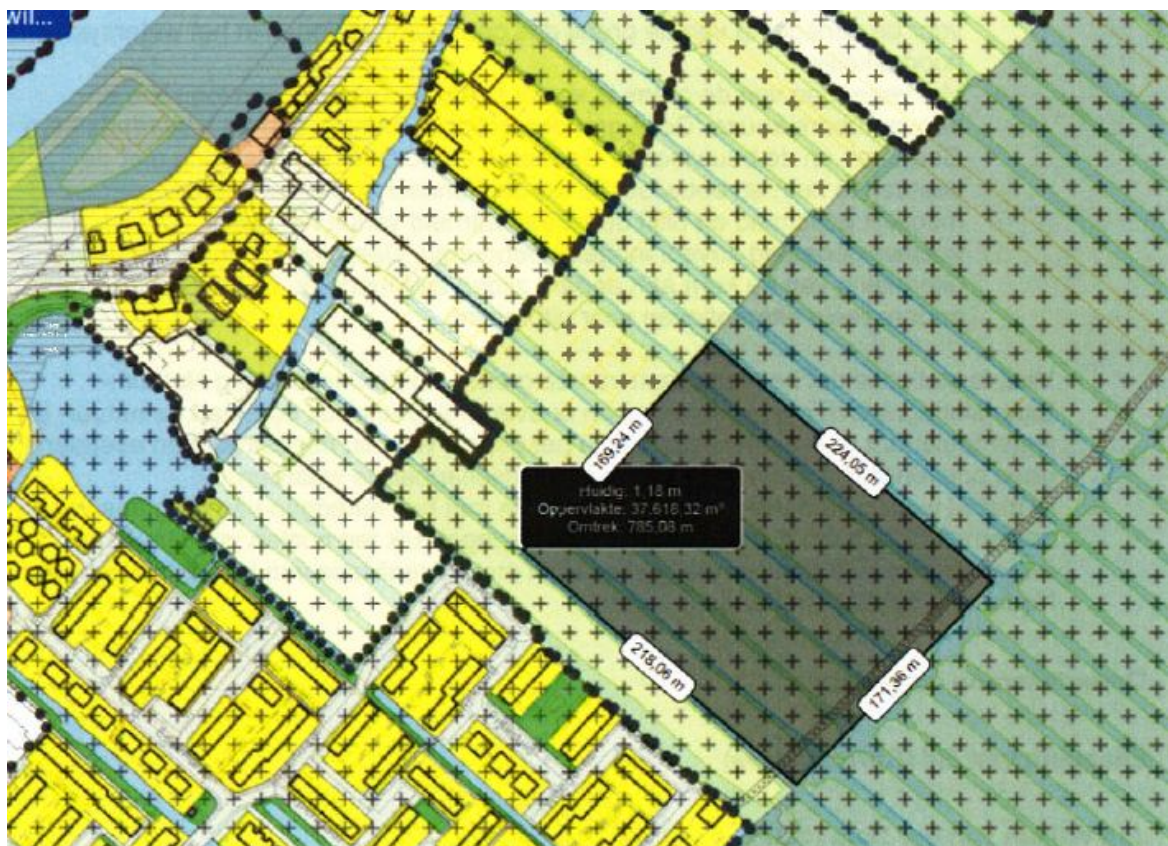 wil...
169,24 m
224,05 m
Huidig: 1,18 m
Oppervlakte: 37.618,32 m²
Omtrek: 785,08 m
218,06 m
171,36 m